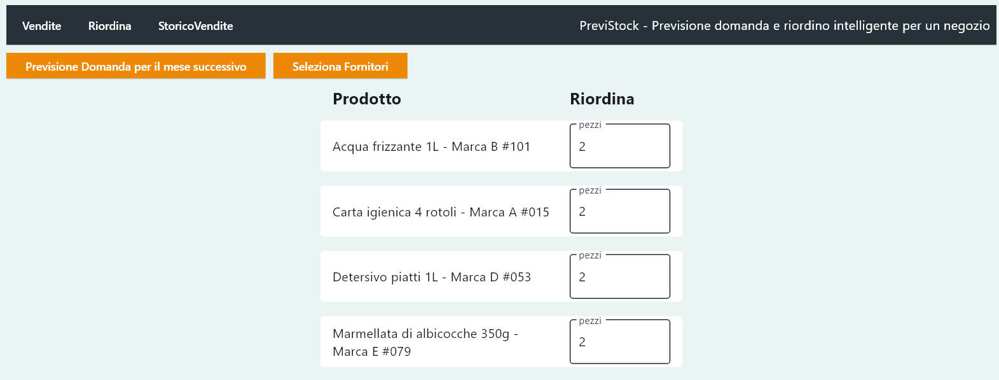 Vendite Riordina StoricoVendite PreviStock - Previsione domanda e riordino intelligente per un negozio
Previsione Domanda per il mese successivo Seleziona Fornitori
Prodotto Riordina
pezzi
Acqua frizzante 1L - Marca B #101 2
pezzi
Carta igienica 4 rotoli - Marca A #015 2
pezzi
Detersivo piatti 1L - Marca D #053 2
pezzi
Marmellata di albicocche 350g -
Marca E #079
2